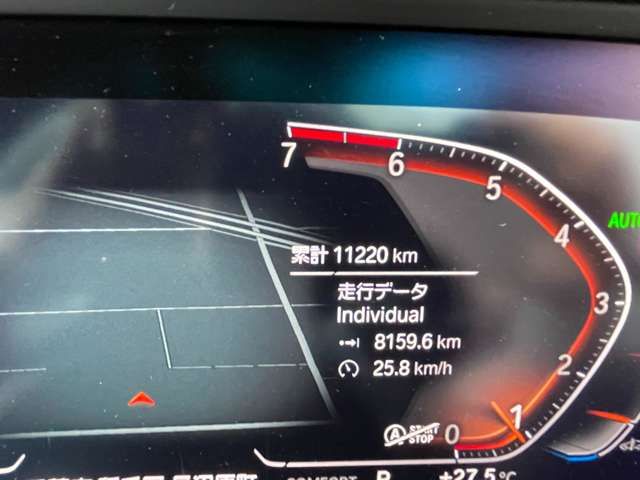 7
6
5
AUTO
4
累計 11220 km
走行データ
3
Individual
8159.6 km
2
25.8 km/h
1
A START STOP
0
COMFORT P +27.5 °C